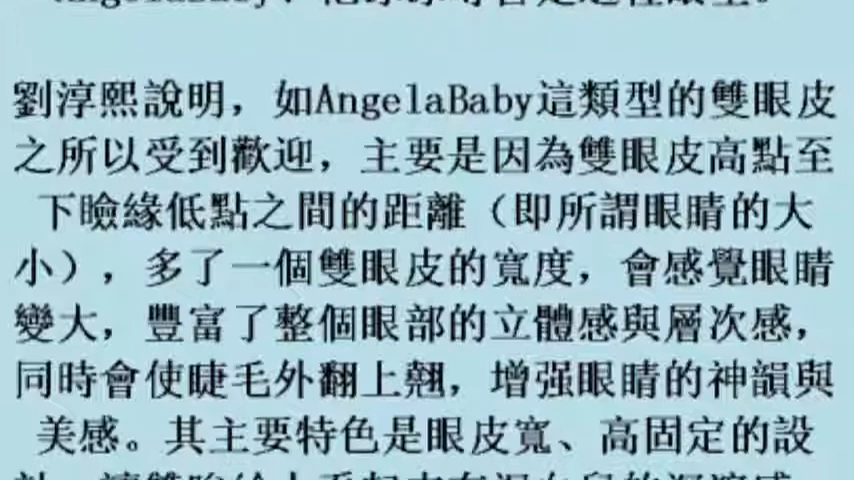 劉淳熙說明，如AngelaBaby這類型的雙眼皮
之所以受到歡迎，主要是因為雙眼皮高點至
下瞼緣低點之間的距離（即所謂眼睛的大
小），多了一個雙眼皮的寬度，會感覺眼睛
變大，豐富了整個眼部的立體感與層次感，
同時會使睫毛外翻上翹，增强眼睛的神韻與
美感。其主要特色是眼皮寬、高固定的設